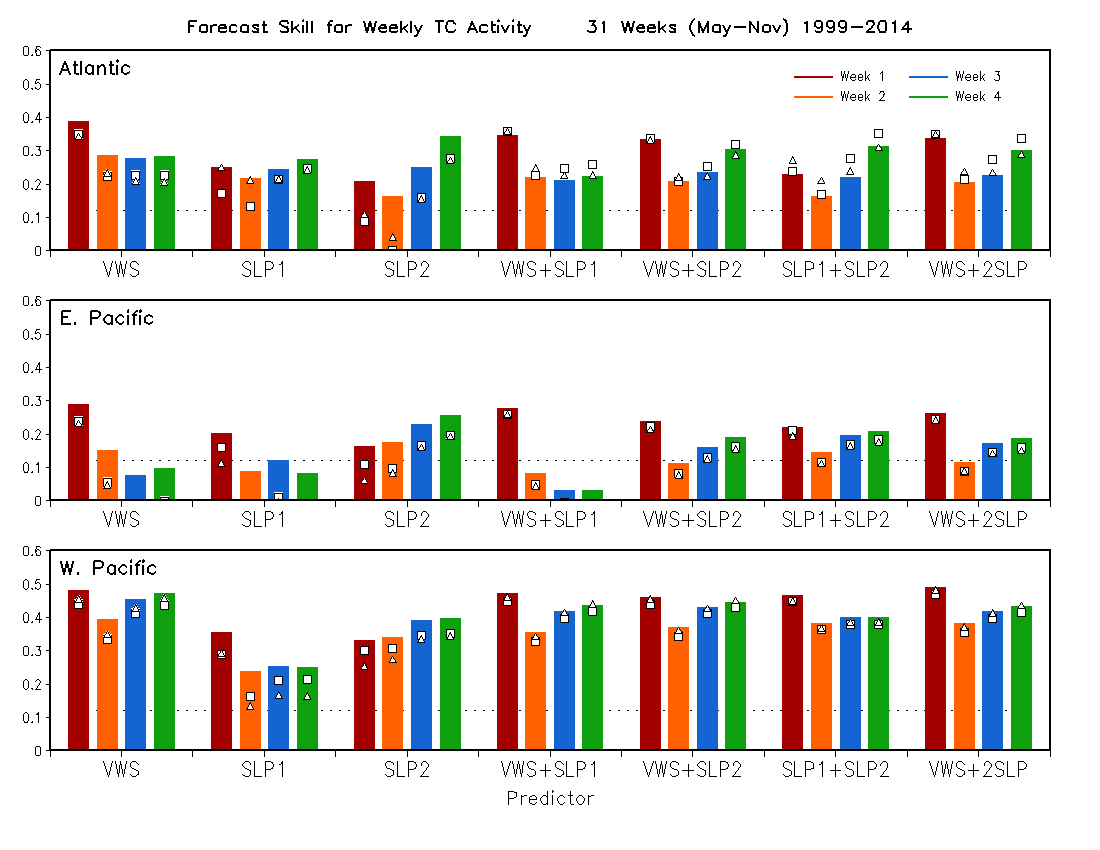 Forecast Skill for Weekly TC Activity 31 Weeks (May-Nov) 1999-2014
0.6
Atlantic
Week 1 Week 3
0.5
Week 2 Week 4
0.4
0.3
0.2
0.1
0
VWS SLP1 SLP2 VWS+SLP1 VWS+SLP2 SLP1+SLP2 VWS+2SLP
0.6
E. Pacific
0.5
0.4
0.3
0.2
0.1
0
VWS SLP1 SLP2 VWS+SLP1 VWS+SLP2 SLP1+SLP2 VWS+2SLP
0.6
W. Pacific
0.5
0.4
0.3
0.2
0.1
0
VWS SLP1 SLP2 VWS+SLP1 VWS+SLP2 SLP1+SLP2 VWS+2SLP
Predictor